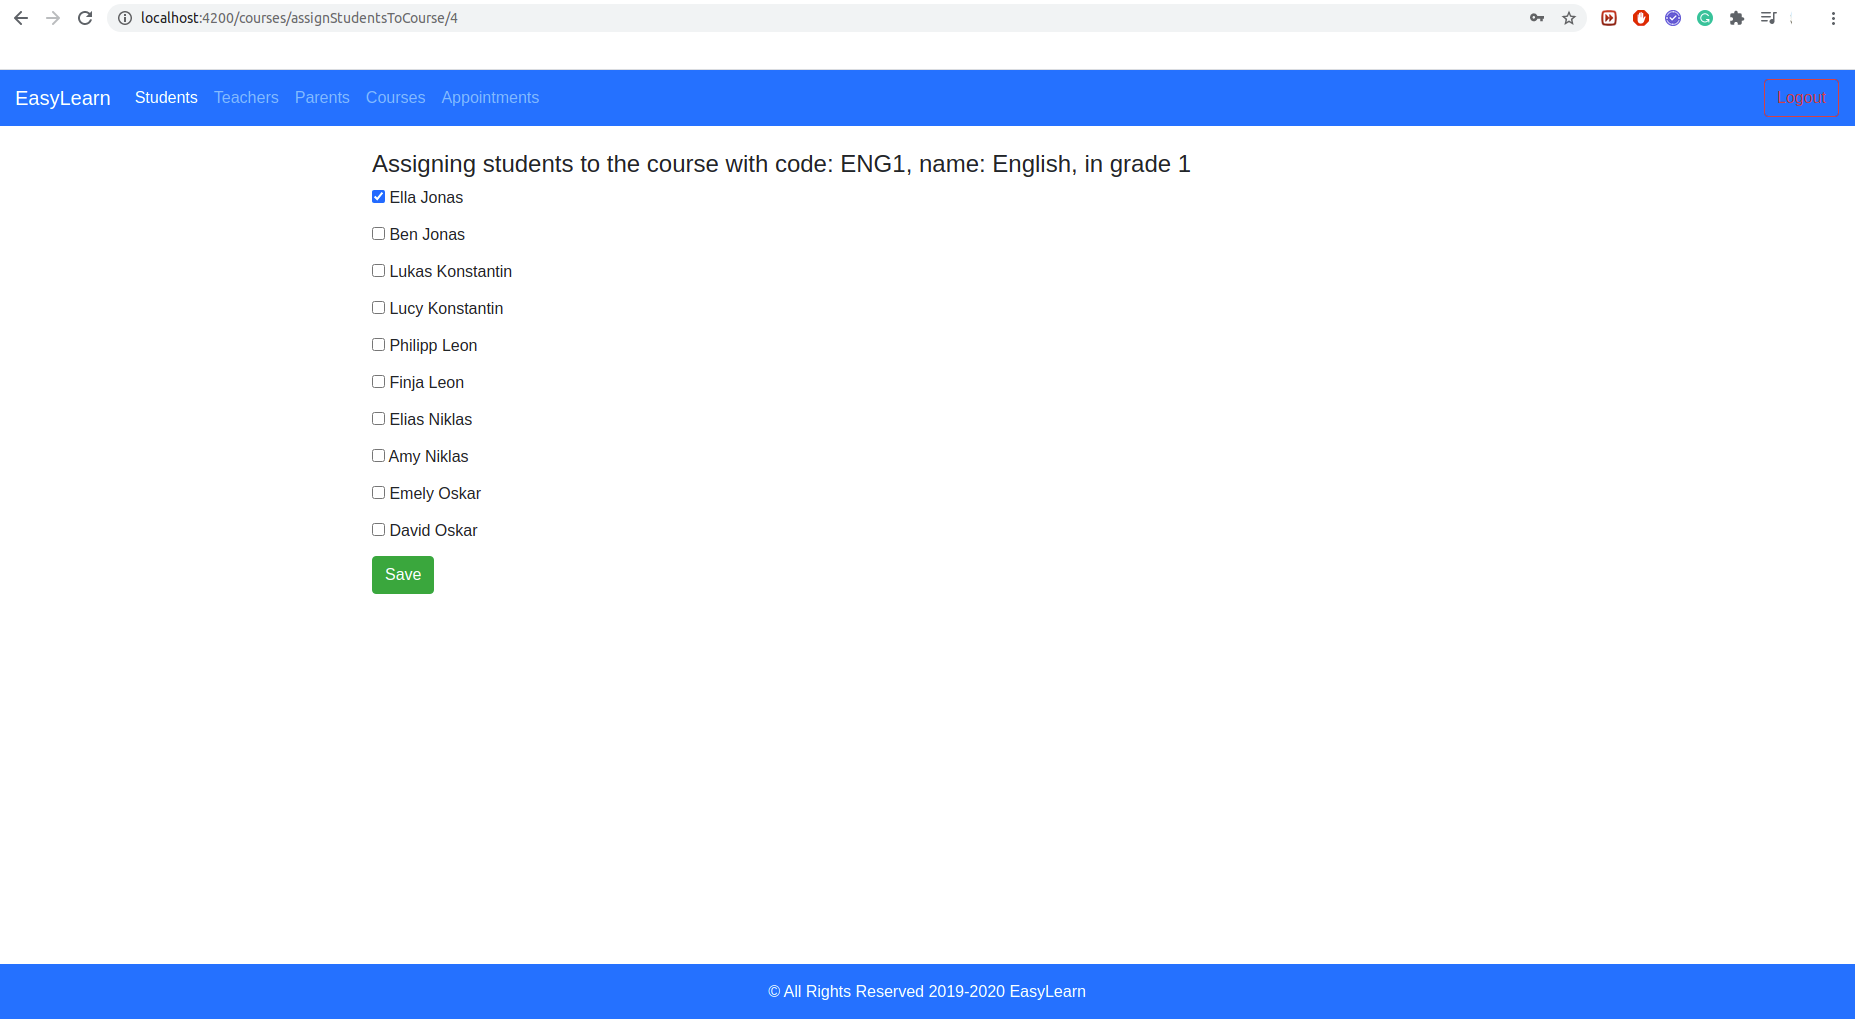 localhost:4200/courses/assignStudentsToCourse/4
EasyLearn Students Teachers Parents Courses Appointments Logout
Assigning students to the course with code: ENG1, name: English, in grade 1
Ella Jonas
Ben Jonas
Lukas Konstantin
Lucy Konstantin
Philipp Leon
Finja Leon
Elias Niklas
Amy Niklas
Emely Oskar
David Oskar
Save
© All Rights Reserved 2019-2020 EasyLearn